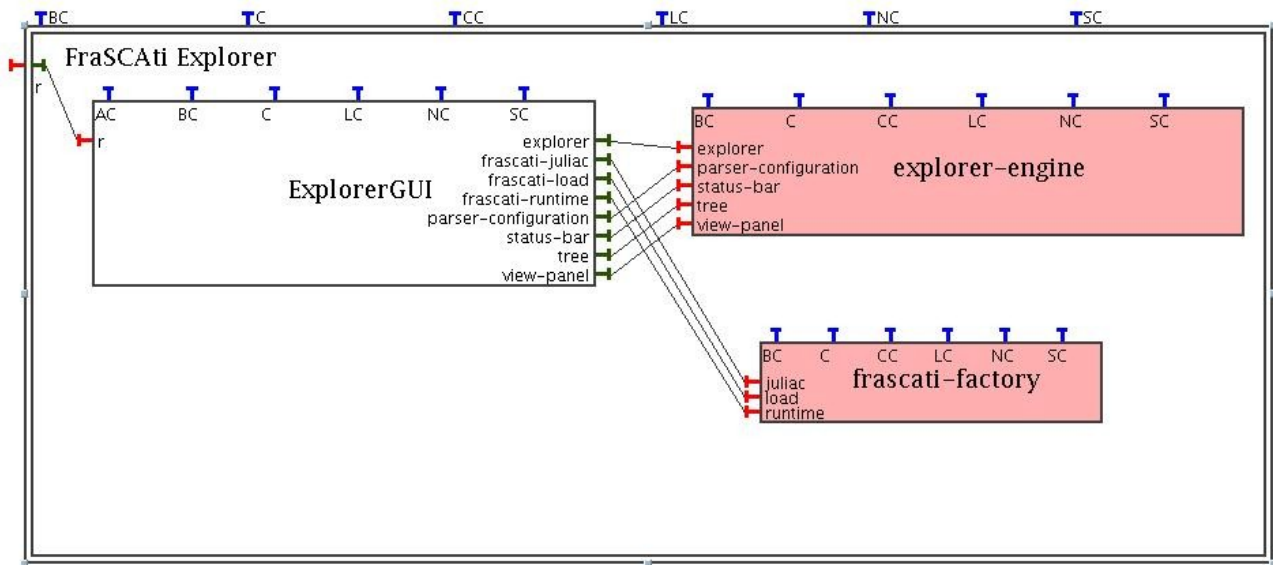 BC C CC LC NC SC
FraSCAti Explorer
r
AC BC C LC NC SC
r
explorer
frascati-juliac
frascati-load
frascati-runtime
parser-configuration
status-bar
tree
view-panel
ExplorerGUI
BC C CC LC NC SC
explorer
parser-configuration
status-bar
tree
view-panel
explorer-engine
BC C CC LC NC SC
juliac
load
runtime
frascati-factory